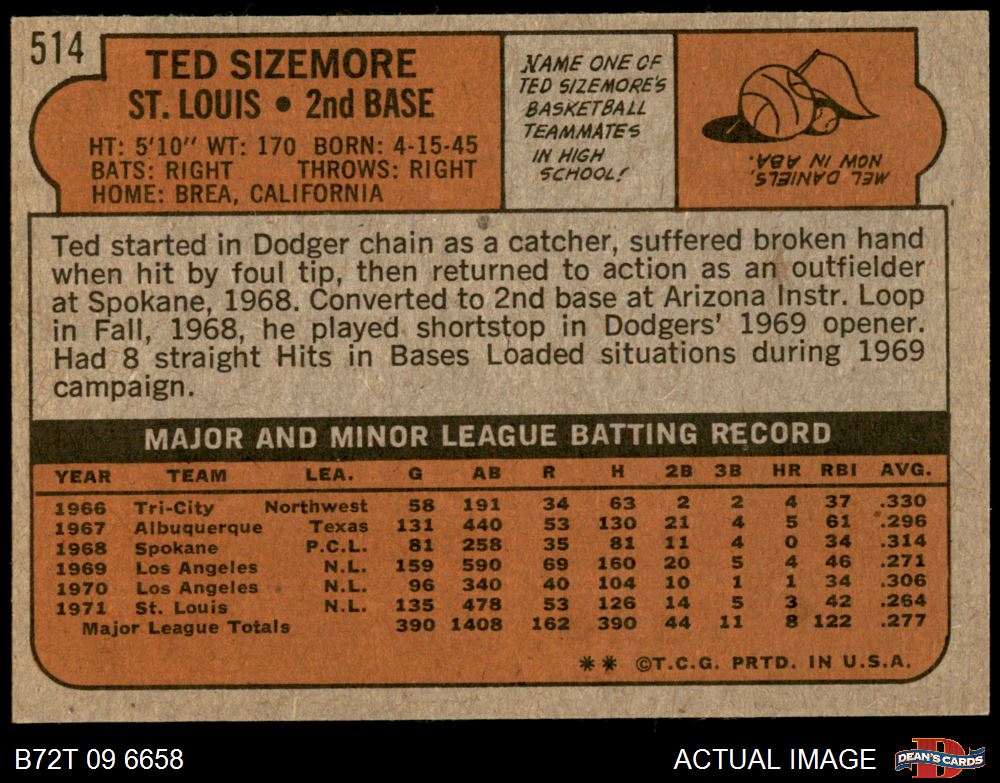 514
TED SIZEMORE
ST. LOUIS • 2nd BASE
HT: 5'10" WT: 170 BORN: 4-15-45
BATS: RIGHT THROWS: RIGHT
HOME: BREA, CALIFORNIA
NAME ONE OF
TED SIZEMORE'S
BASKETBALL
TEAMMATES
IN HIGH
SCHOOL!
MEL DANIELS,
NOW IN ABA.
Ted started in Dodger chain as a catcher, suffered broken hand
when hit by foul tip, then returned to action as an outfielder
at Spokane, 1968. Converted to 2nd base at Arizona Instr. Loop
in Fall, 1968, he played shortstop in Dodgers' 1969 opener.
Had 8 straight Hits in Bases Loaded situations during 1969
campaign.
MAJOR AND MINOR LEAGUE BATTING RECORD
YEAR TEAM LEA. G AB R H 2B 3B HR RBI AVG.
1966 Tri-City Northwest 58 191 34 63 2 2 4 37 .330
1967 Albuquerque Texas 131 440 53 130 21 4 5 61 .296
1968 Spokane P.C.L. 81 258 35 81 11 4 0 34 .314
1969 Los Angeles N.L. 159 590 69 160 20 5 4 46 .271
1970 Los Angeles N.L. 96 340 40 104 10 1 1 34 .306
1971 St. Louis N.L. 135 478 53 126 14 5 3 42 .264
Major League Totals 390 1408 162 390 44 11 8 122 .277
** ©T.C.G. PRTD. IN U.S.A.
B72T 09 6658
ACTUAL IMAGE
D
DEAN'S CARDS